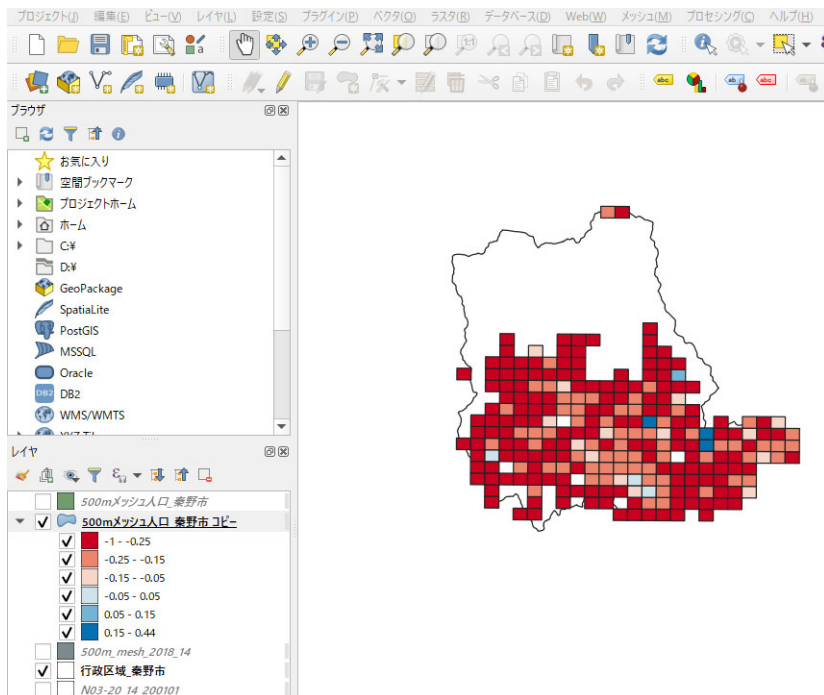 プロジェクト(J) 編集(E) ビュー(V) レイヤ(L) 設定(S) プラグイン(P) ベクタ(O) ラスタ(R) データベース(D) Web(W) メッシュ(M) プロセシング(C) ヘルプ(H)
ブラウザ
お気に入り
空間ブックマーク
プロジェクトホーム
ホーム
C:¥
D:¥
GeoPackage
SpatiaLite
PostGIS
MSSQL
Oracle
DB2 DB2
WMS/WMTS
レイヤ
500mメッシュ人口_秦野市
500mメッシュ人口_秦野市 コピー
-1 - -0.25
-0.25 - -0.15
-0.15 - -0.05
-0.05 - 0.05
0.05 - 0.15
0.15 - 0.44
500m_mesh_2018_14
行政区域_秦野市
N03-20_14_200101